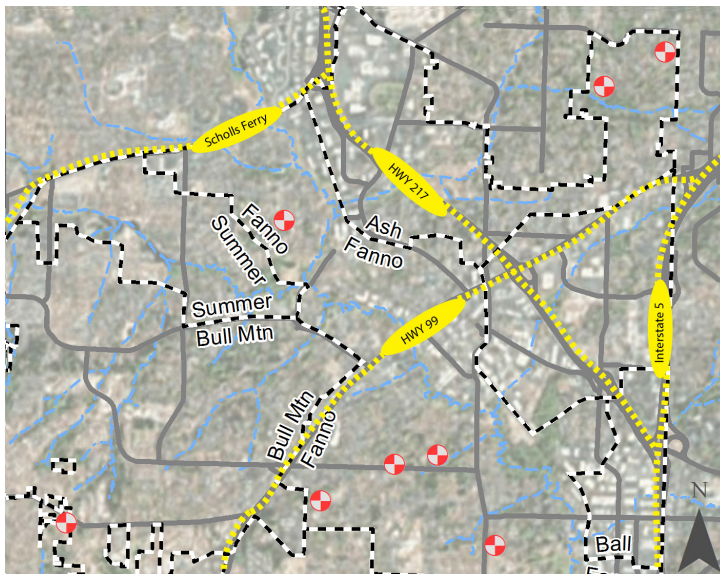 Scholls Ferry
HWY 217
Fanno
Summer
Ash
Fanno
Summer
Bull Mtn
HWY 99
Interstate 5
Bull Mtn
Fanno
N
Ball